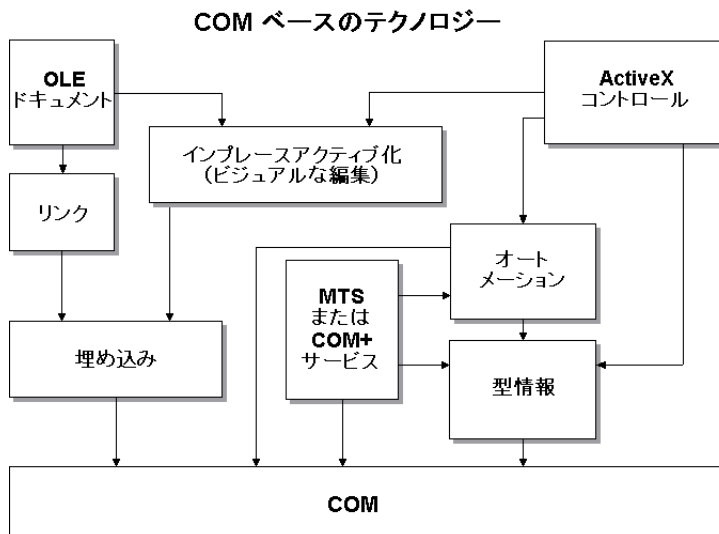 COM ベースのテクノロジー
OLE
ドキュメント
ActiveX
コントロール
インプレースアクティブ化
(ビジュアルな編集)
リンク
オート
メーション
MTS
または
COM+
サービス
埋め込み
型情報
COM